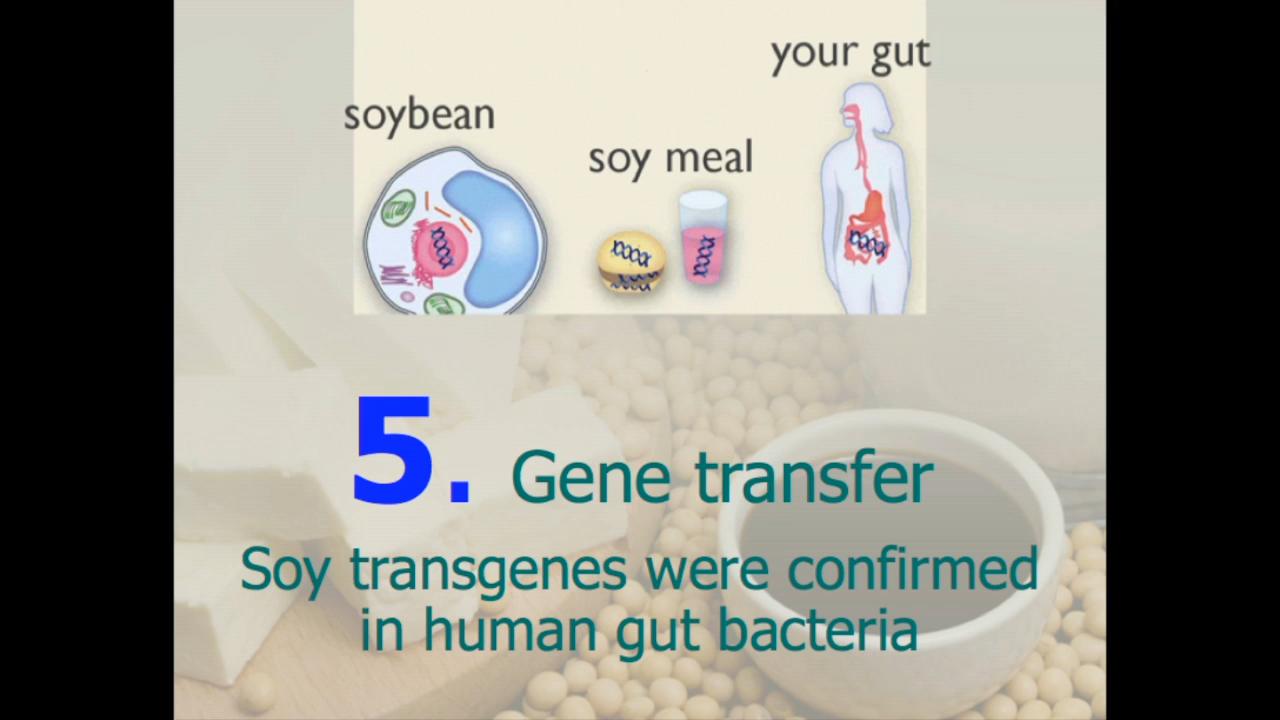 your gut
soybean
soy meal
5. Gene transfer
Soy transgenes were confirmed
in human gut bacteria